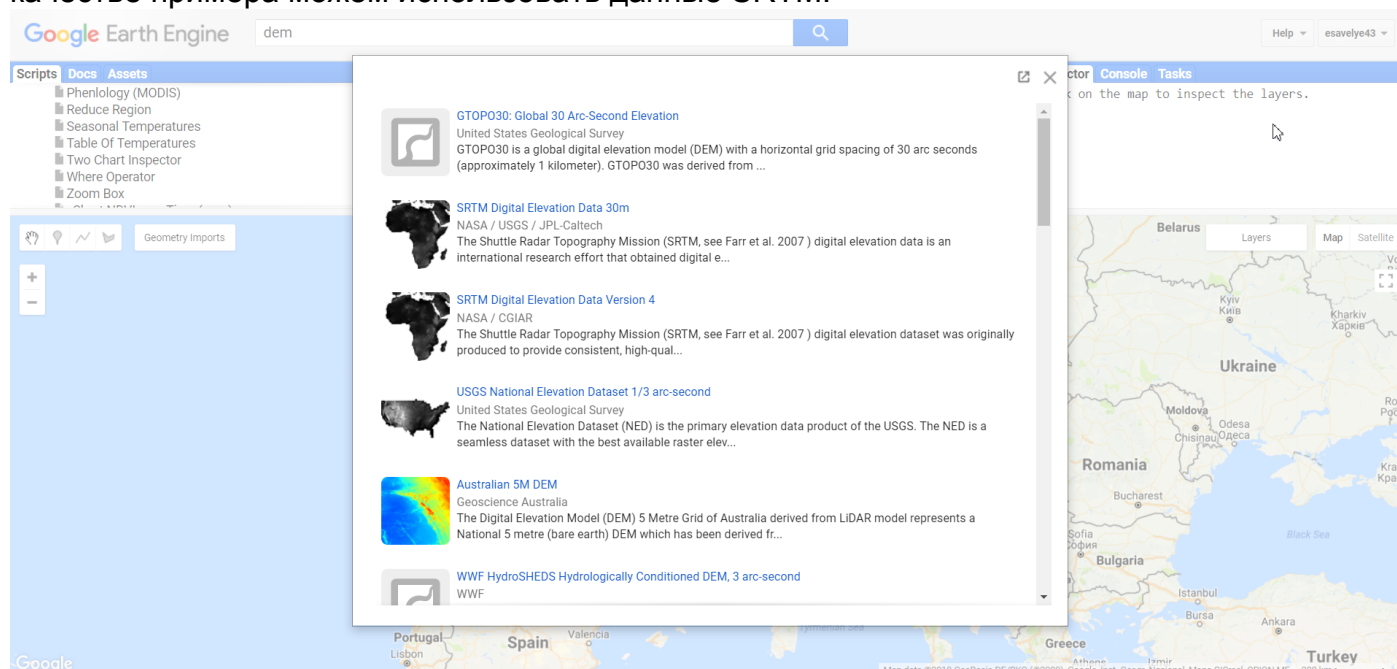 качестве примера можем использовать данные SRTM.
Google Earth Engine
dem
Help
esavelye43
Scripts Docs Assets
Console Tasks
Phenlology (MODIS)
Reduce Region
Seasonal Temperatures
Table Of Temperatures
Two Chart Inspector
Where Operator
Zoom Box
on the map to inspect the layers.
GTOPO30: Global 30 Arc-Second Elevation
United States Geological Survey
GTOPO30 is a global digital elevation model (DEM) with a horizontal grid spacing of 30 arc seconds
(approximately 1 kilometer). GTOPO30 was derived from ...
SRTM Digital Elevation Data 30m
NASA / USGS / JPL-Caltech
The Shuttle Radar Topography Mission (SRTM, see Farr et al. 2007 ) digital elevation data is an
international research effort that obtained digital e...
SRTM Digital Elevation Data Version 4
NASA / CGIAR
The Shuttle Radar Topography Mission (SRTM, see Farr et al. 2007 ) digital elevation dataset was originally
produced to provide consistent, high-qual...
USGS National Elevation Dataset 1/3 arc-second
United States Geological Survey
The National Elevation Dataset (NED) is the primary elevation data product of the USGS. The NED is a
seamless dataset with the best available raster elev...
Australian 5M DEM
Geoscience Australia
The Digital Elevation Model (DEM) 5 Metre Grid of Australia derived from LiDAR model represents a
National 5 metre (bare earth) DEM which has been derived fr...
WWF HydroSHEDS Hydrologically Conditioned DEM, 3 arc-second
WWF
Geometry Imports
Layers
Map Satellite
Belarus
Kyiv
Київ
Kharkiv
Харків
Ukraine
Moldova
Chisinau
Odesa
Одеса
Romania
Bucharest
Sofia
София
Black Sea
Bulgaria
Istanbul
Bursa
Ankara
Greece
Athens
Izmir
Turkey
Portugal
Lisbon
Spain
Valencia
Tyrrhenian Sea
Google